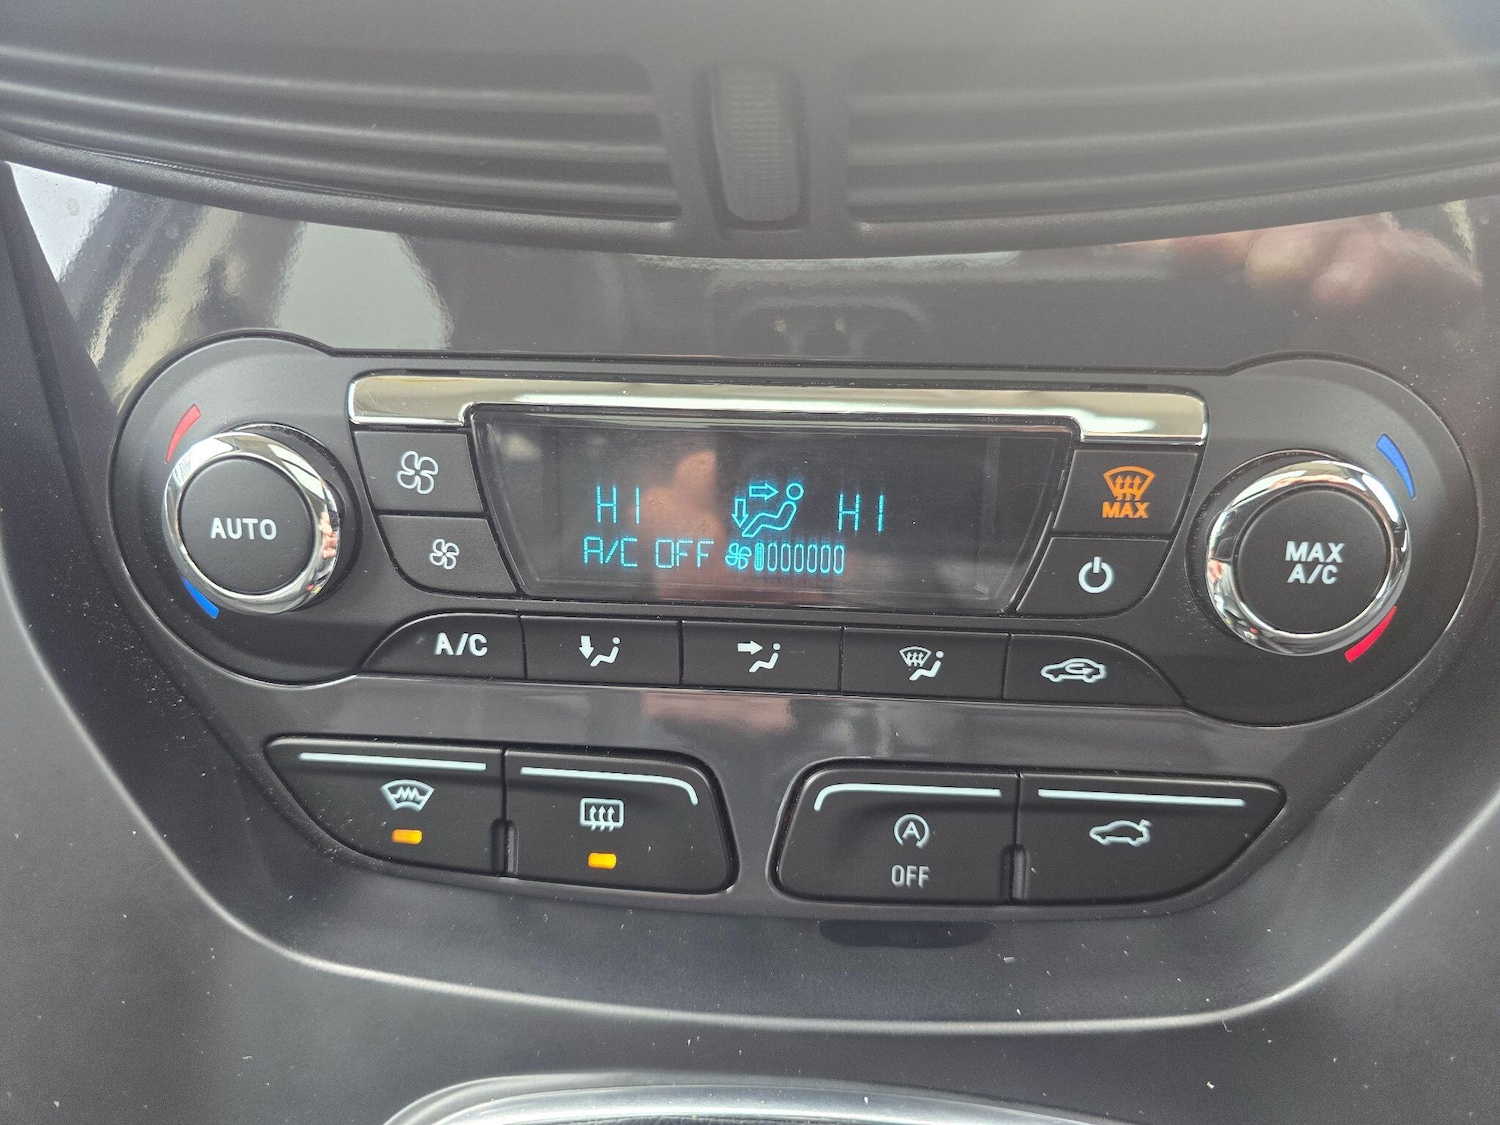 AUTO
HI HI
A/C OFF
MAX
MAX
A/C
A/C
A
OFF